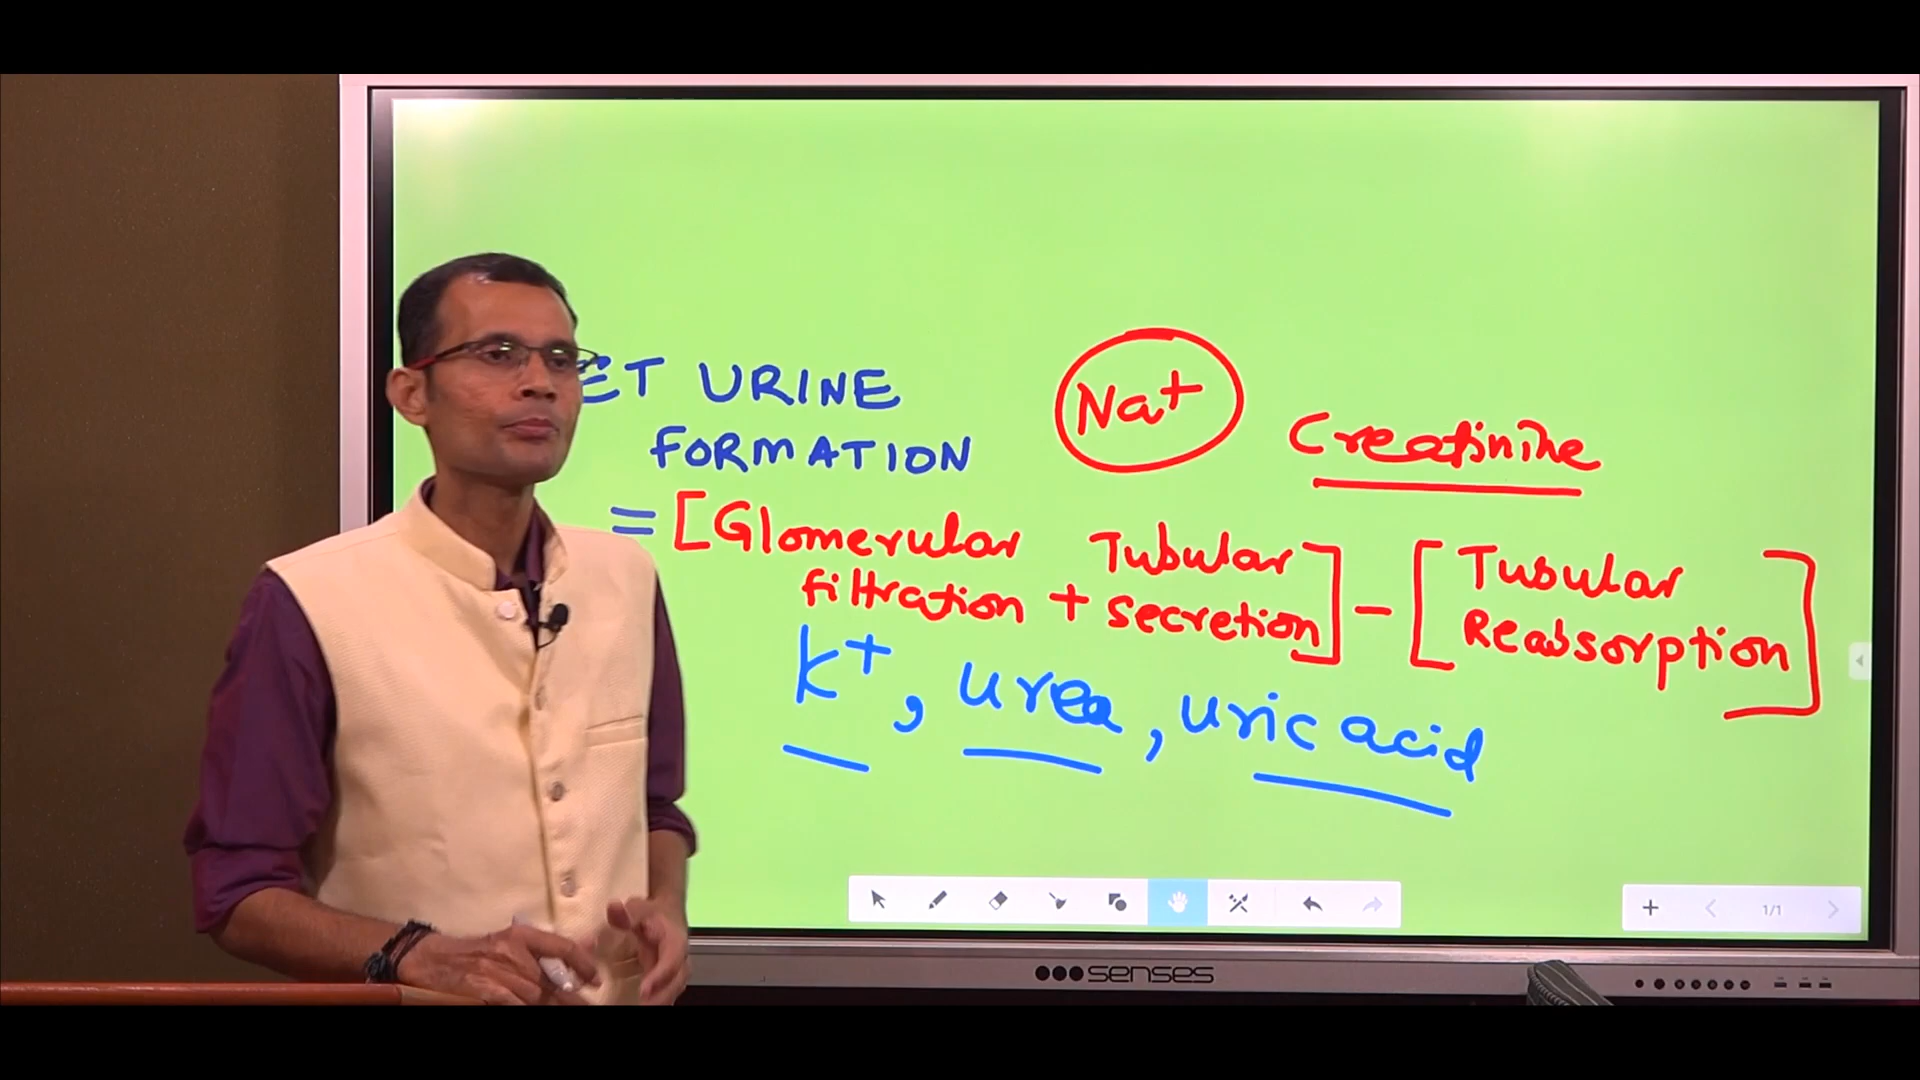 ET URINE
FORMATION
Na+
Creatinine
= [Glomerular filtration + Tubular secretion] - [Tubular Reabsorption]
K+, urea, uric acid
1/1
senses